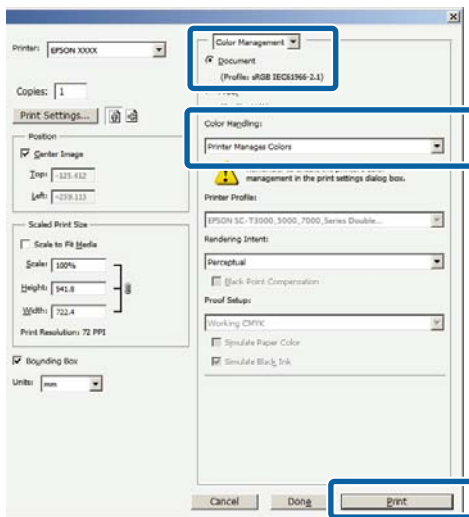 Printer: EPSON XXXX
Copies: 1
Print Settings...
Position
Center Image
Top: -125.412
Left: -259.115
Scaled Print Size
Scale to Fit Media
Scale: 100%
Height: 541.8
Width: 722.4
Print Resolution: 72 PPI
Bounding Box
Units: mm
Color Management
Document
(Profile: sRGB IEC61966-2.1)
Color Handling:
Printer Manages Colors
management in the print settings dialog box.
Printer Profile:
EPSON SC-T3000_5000_7000_Series Double...
Rendering Intent:
Perceptual
Black Point Compensation
Proof Setup:
Working CMYK
Simulate Paper Color
Simulate Black Ink
Cancel
Done
Print